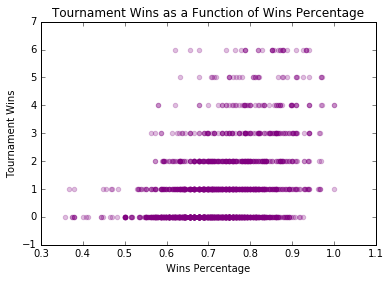 Tournament Wins as a Function of Wins Percentage
7
6
5
4
3
2
1
0
−1
Tournament Wins
0.3 0.4 0.5 0.6 0.7 0.8 0.9 1.0 1.1
Wins Percentage